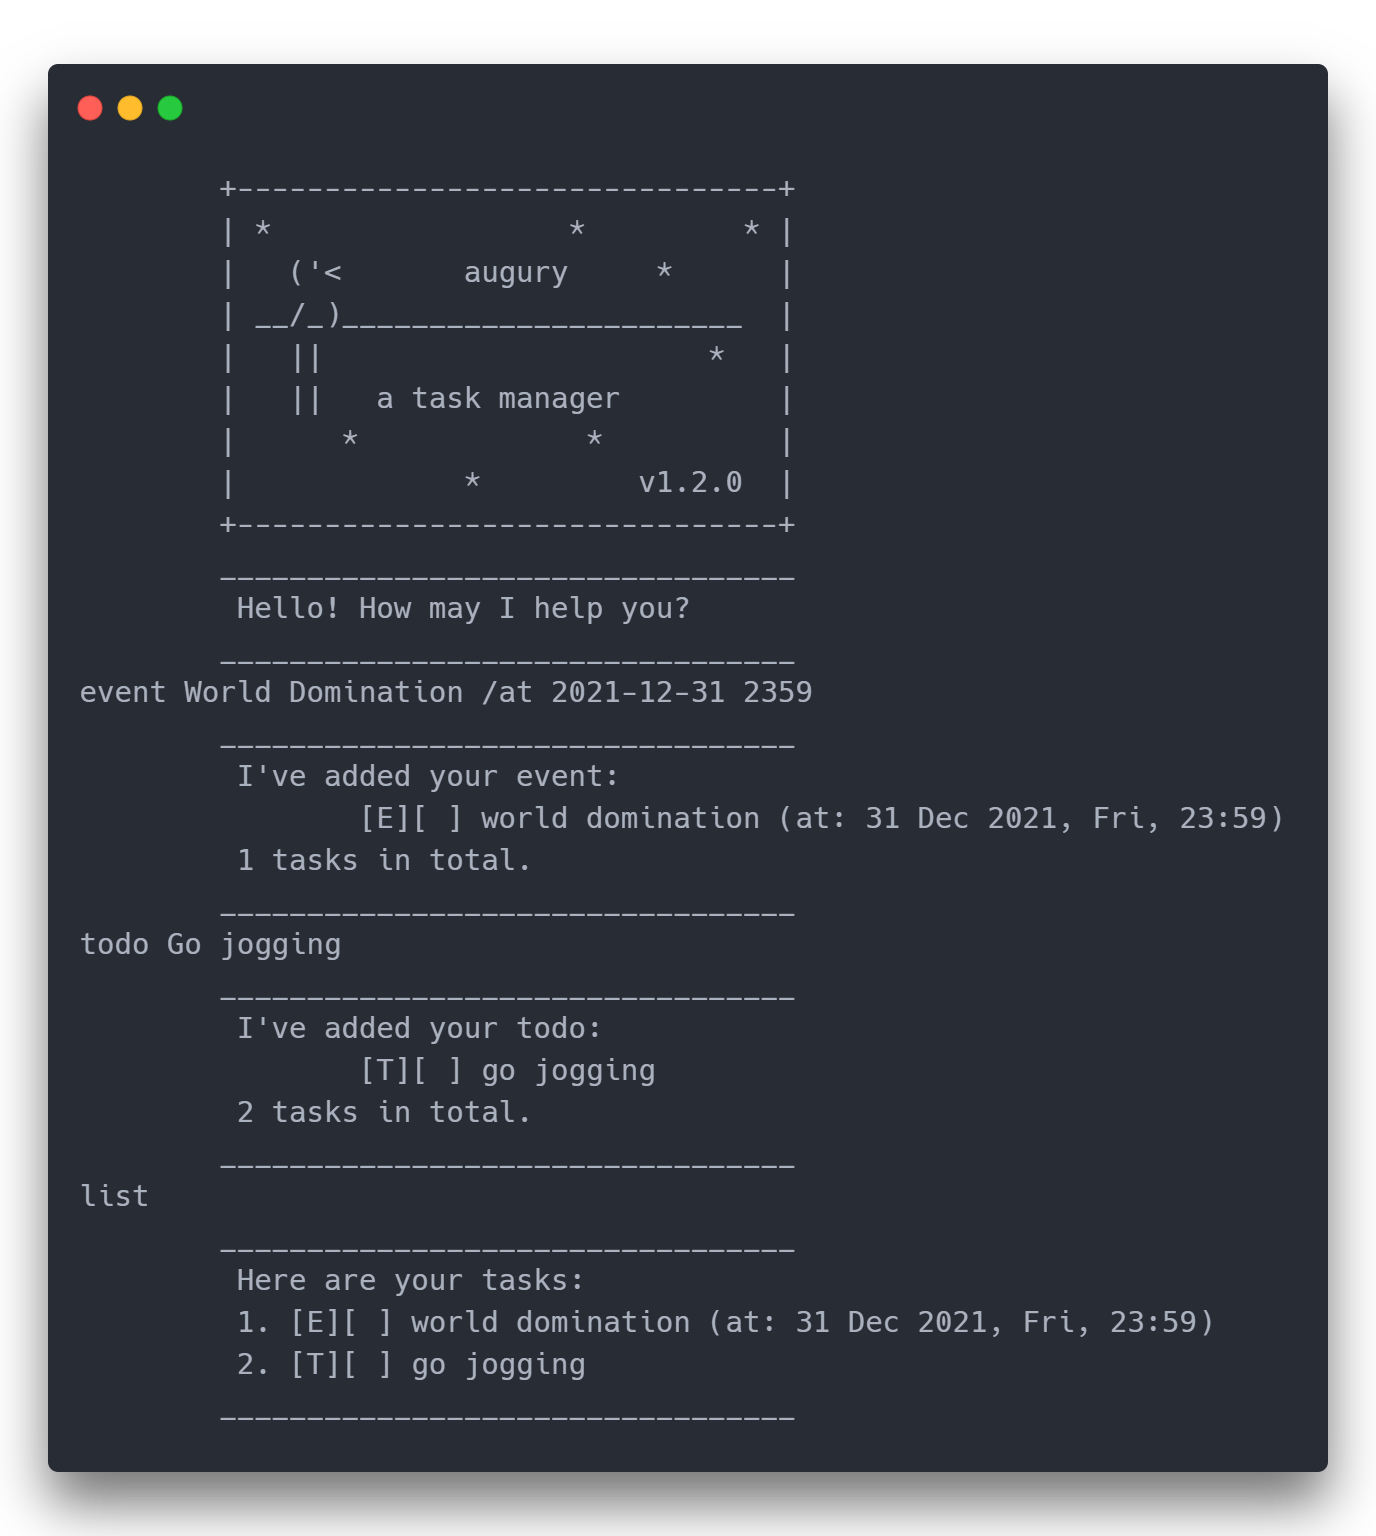 +-------------------------------+
| *                 *         * |
|   ('<       augury     *      |
| __/_)_______________________  |
|   ||                      *   |
|   ||   a task manager         |
|      *             *          |
|             *         v1.2.0  |
+-------------------------------+
_________________________________
Hello! How may I help you?
_________________________________
event World Domination /at 2021-12-31 2359
_________________________________
I've added your event:
[E][ ] world domination (at: 31 Dec 2021, Fri, 23:59)
1 tasks in total.
_________________________________
todo Go jogging
_________________________________
I've added your todo:
[T][ ] go jogging
2 tasks in total.
_________________________________
list
_________________________________
Here are your tasks:
1. [E][ ] world domination (at: 31 Dec 2021, Fri, 23:59)
2. [T][ ] go jogging
_________________________________